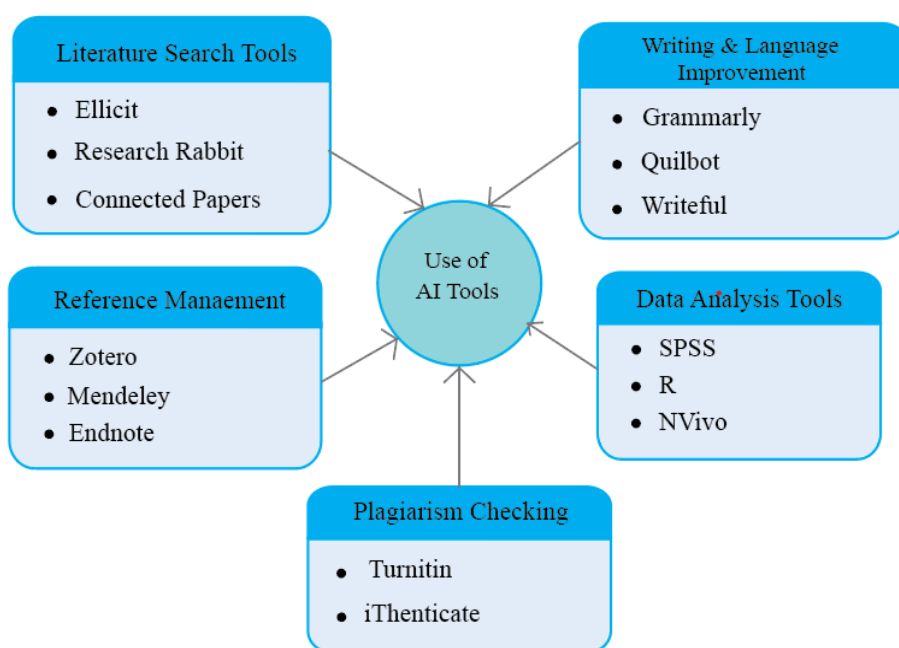 Literature Search Tools
Ellicit
Research Rabbit
Connected Papers
Writing & Language
Improvement
Grammarly
Quilbot
Writeful
Use of
AI Tools
Reference Manaement
Zotero
Mendeley
Endnote
Data Analysis Tools
SPSS
R
NVivo
Plagiarism Checking
Turnitin
iThenticate